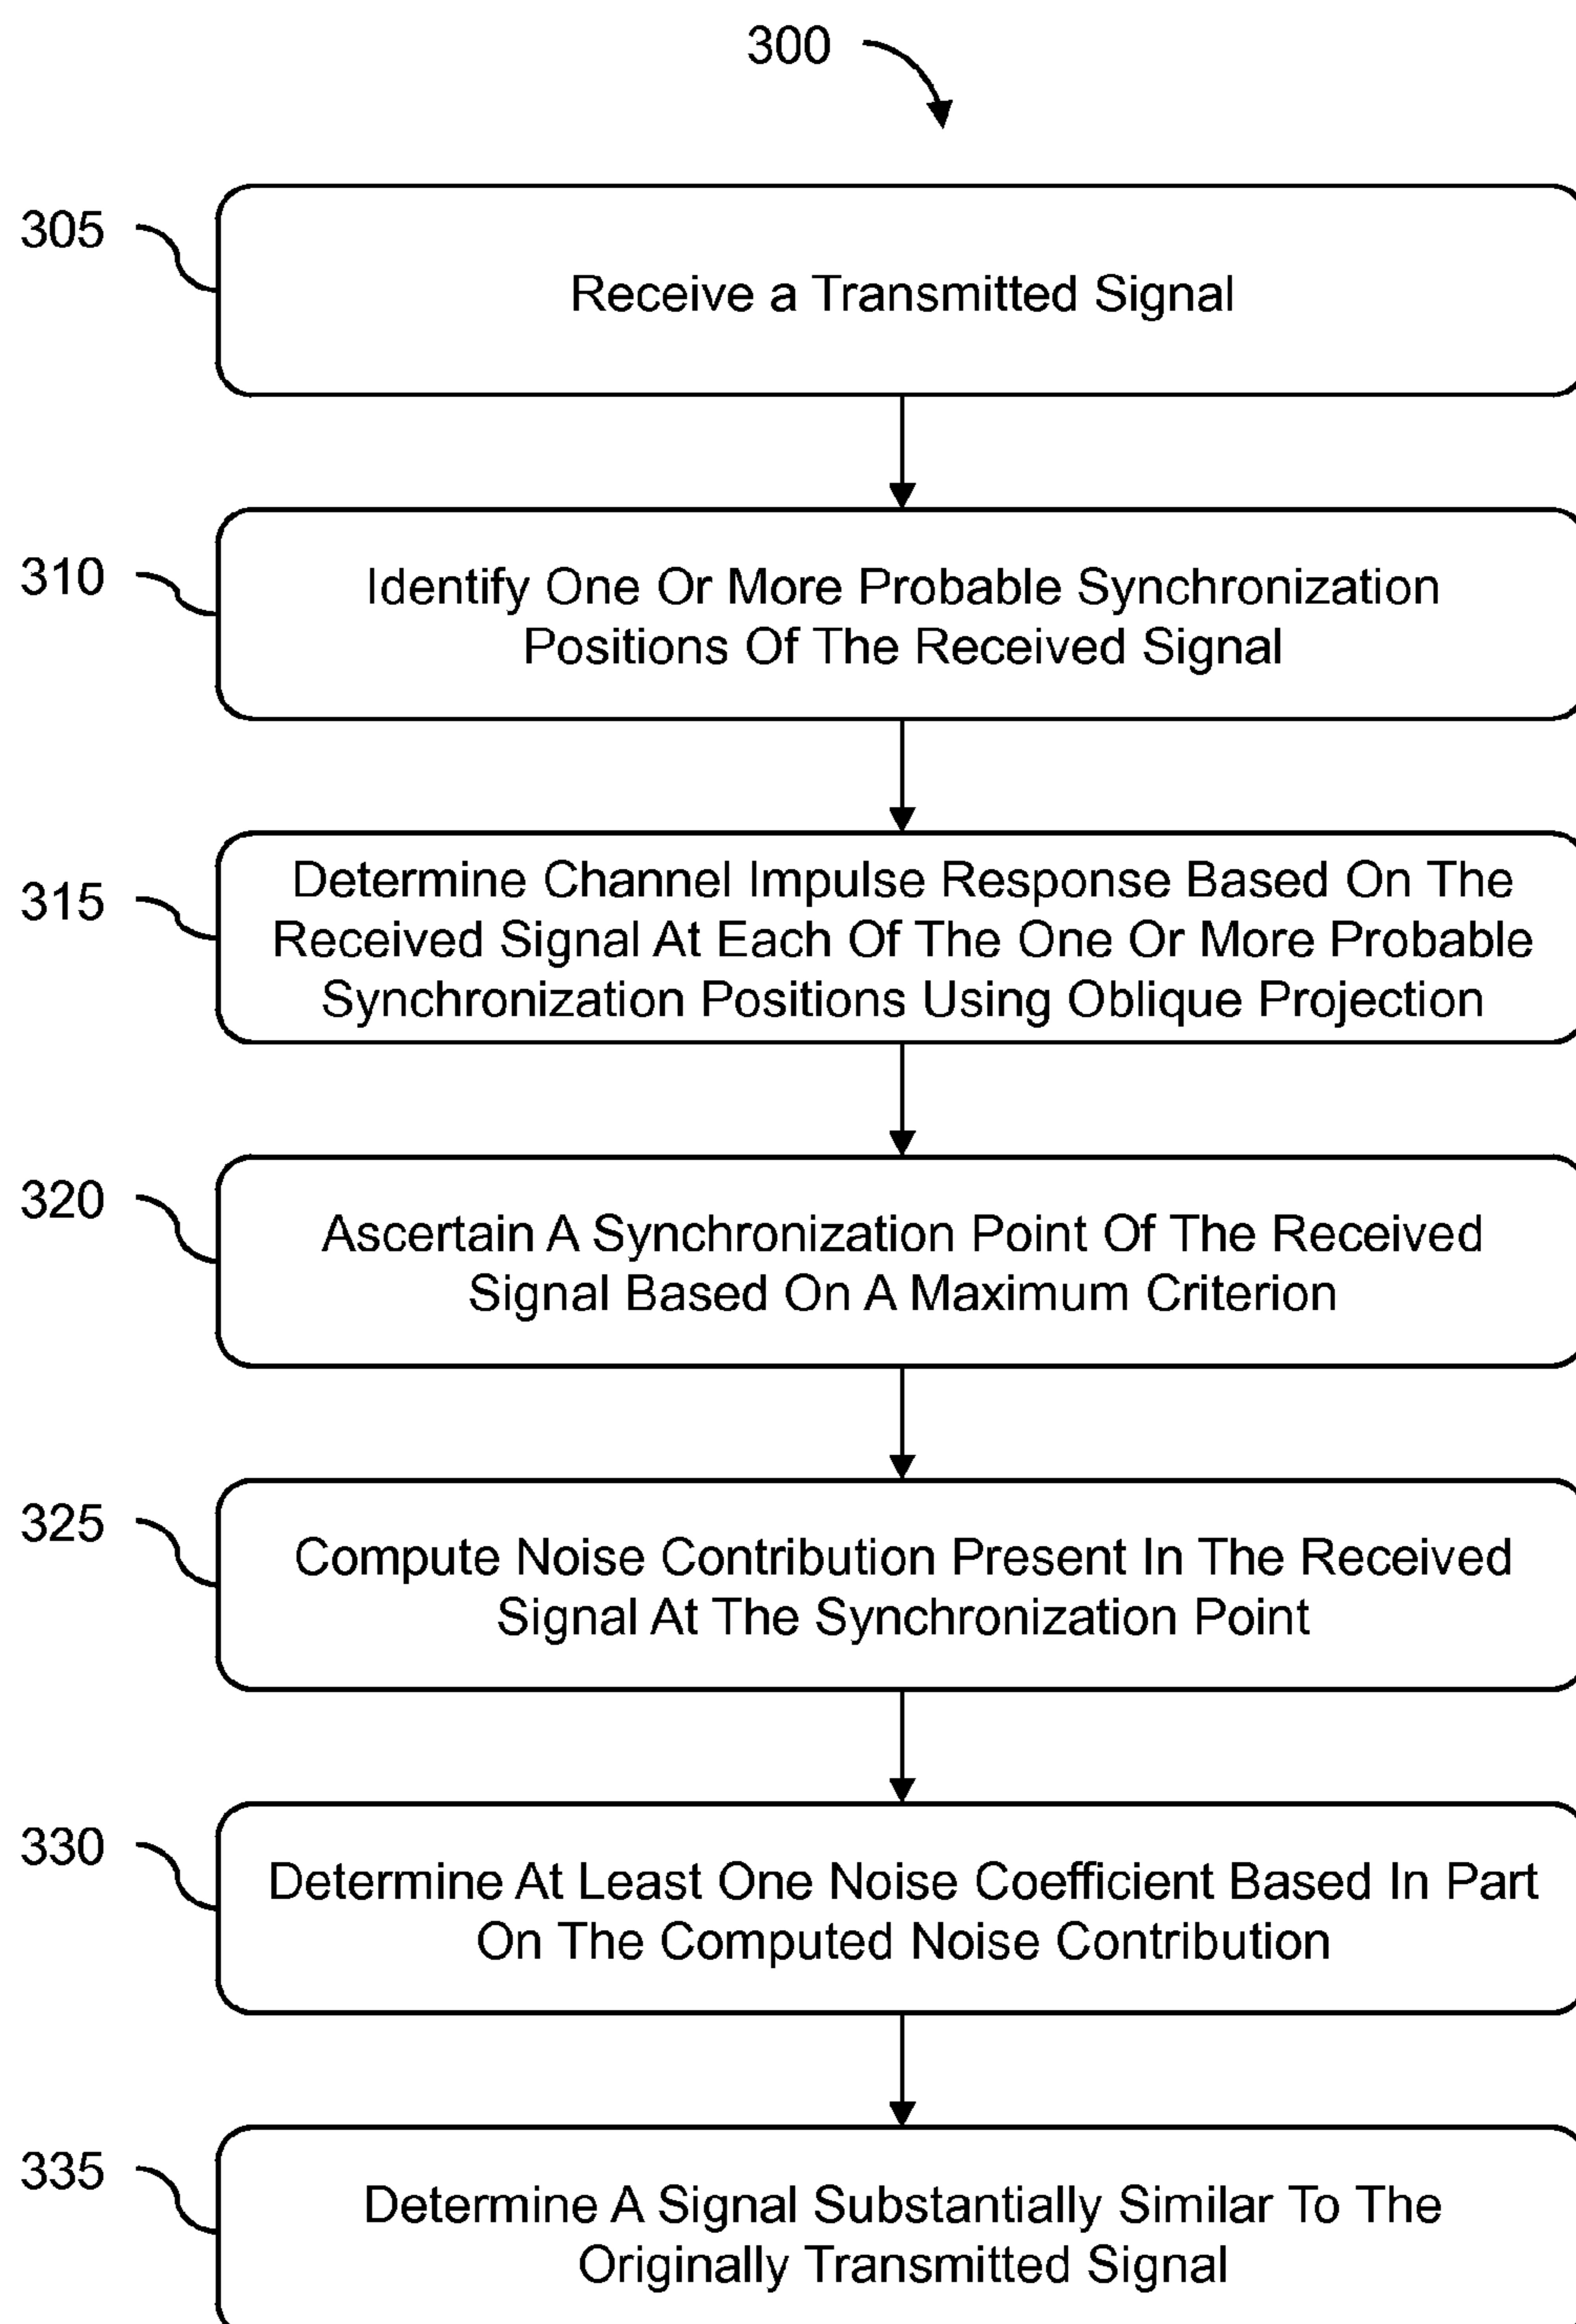 300
305
Receive a Transmitted Signal
310
Identify One Or More Probable Synchronization
Positions Of The Received Signal
315
Determine Channel Impulse Response Based On The
Received Signal At Each Of The One Or More Probable
Synchronization Positions Using Oblique Projection
320
Ascertain A Synchronization Point Of The Received
Signal Based On A Maximum Criterion
325
Compute Noise Contribution Present In The Received
Signal At The Synchronization Point
330
Determine At Least One Noise Coefficient Based In Part
On The Computed Noise Contribution
335
Determine A Signal Substantially Similar To The
Originally Transmitted Signal